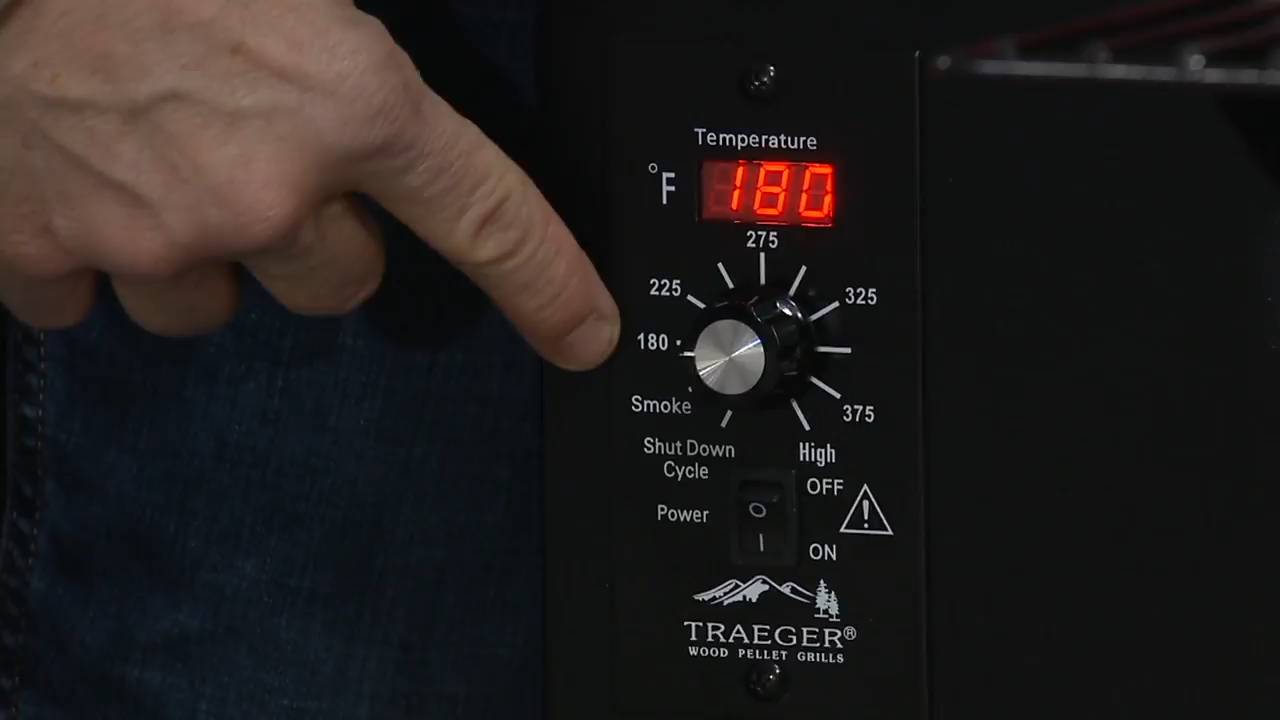 Temperature
°F 180
275
225
325
180
Smoke
375
Shut Down
Cycle
High
OFF
Power
O
!
I
ON
TRAEGER®
WOOD PELLET GRILLS